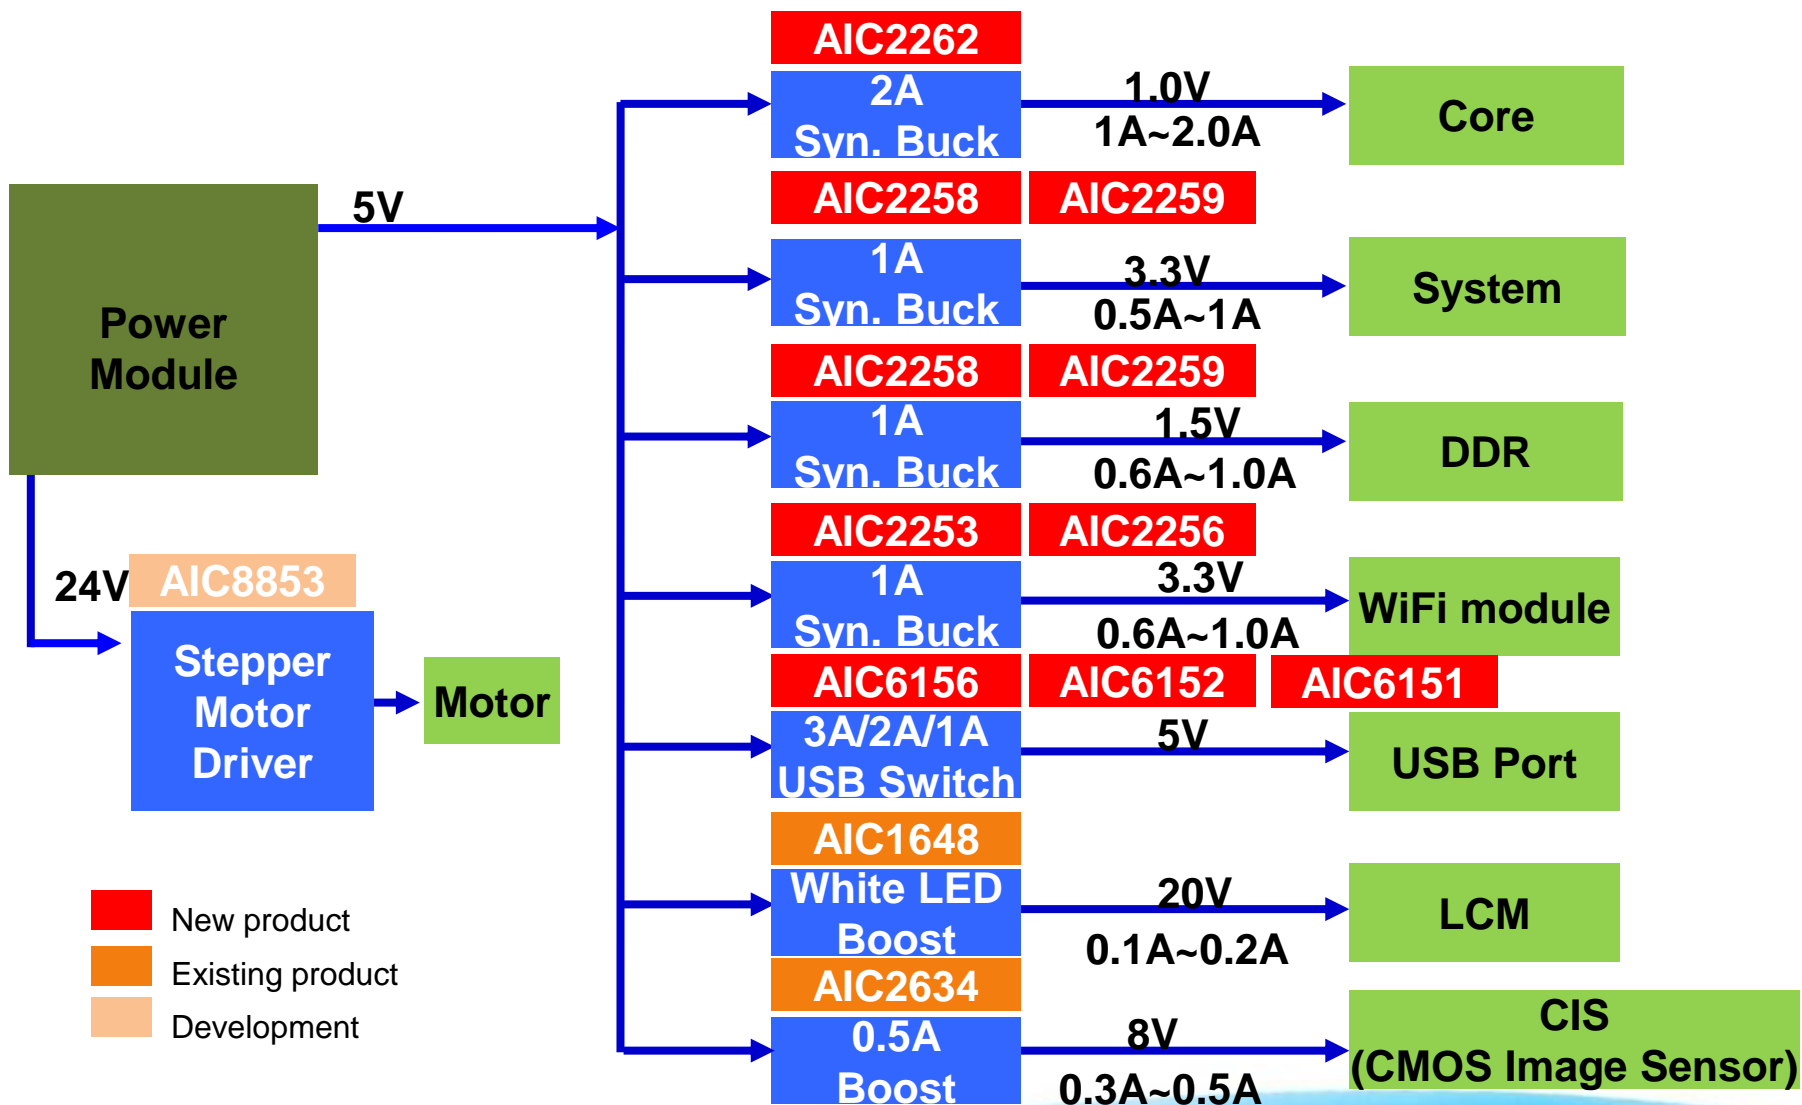 AIC2262
2A
Syn. Buck
1.0V
1A~2.0A
Core
5V
Power
Module
AIC2258
AIC2259
1A
Syn. Buck
3.3V
0.5A~1A
System
AIC2258
AIC2259
1A
Syn. Buck
1.5V
0.6A~1.0A
DDR
AIC2253
AIC2256
1A
Syn. Buck
3.3V
0.6A~1.0A
WiFi module
24V
AIC8853
Stepper
Motor
Driver
Motor
AIC6156
AIC6152
AIC6151
3A/2A/1A
USB Switch
5V
USB Port
AIC1648
White LED
Boost
20V
0.1A~0.2A
LCM
AIC2634
0.5A
Boost
8V
0.3A~0.5A
CIS
(CMOS Image Sensor)
New product
Existing product
Development